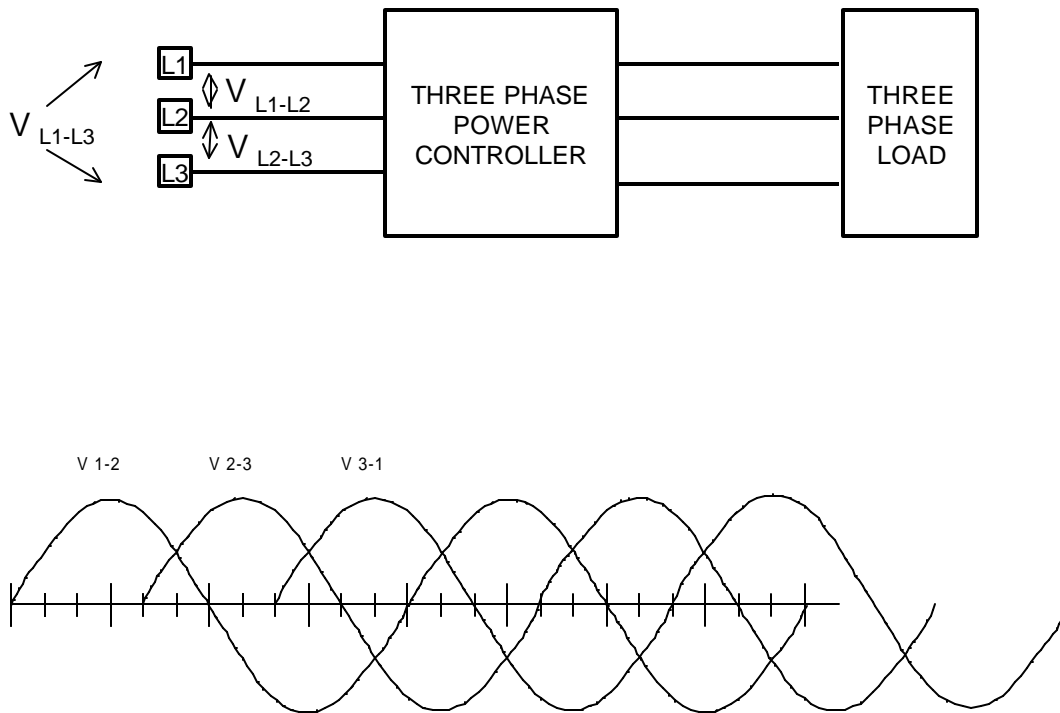 L1
V L1-L2
V L1-L3
L2
V L2-L3
L3
THREE PHASE
POWER
CONTROLLER
THREE
PHASE
LOAD
V 1-2
V 2-3
V 3-1